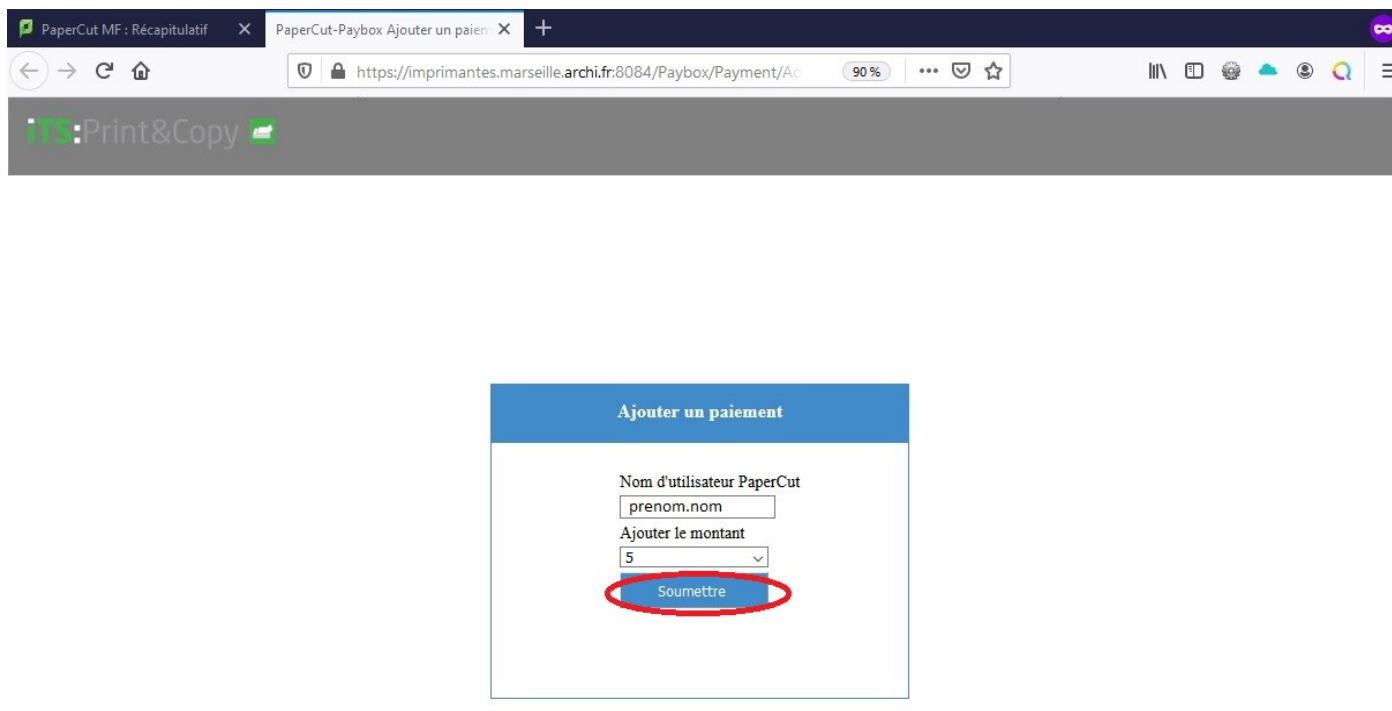 PaperCut MF : Récapitulatif
PaperCut-Paybox Ajouter un paiem
https://imprimantes.marseille.archi.fr:8084/Paybox/Payment/Ad
90 %
iTS:Print&Copy
Ajouter un paiement
Nom d'utilisateur PaperCut
prenom.nom
Ajouter le montant
5
Soumettre